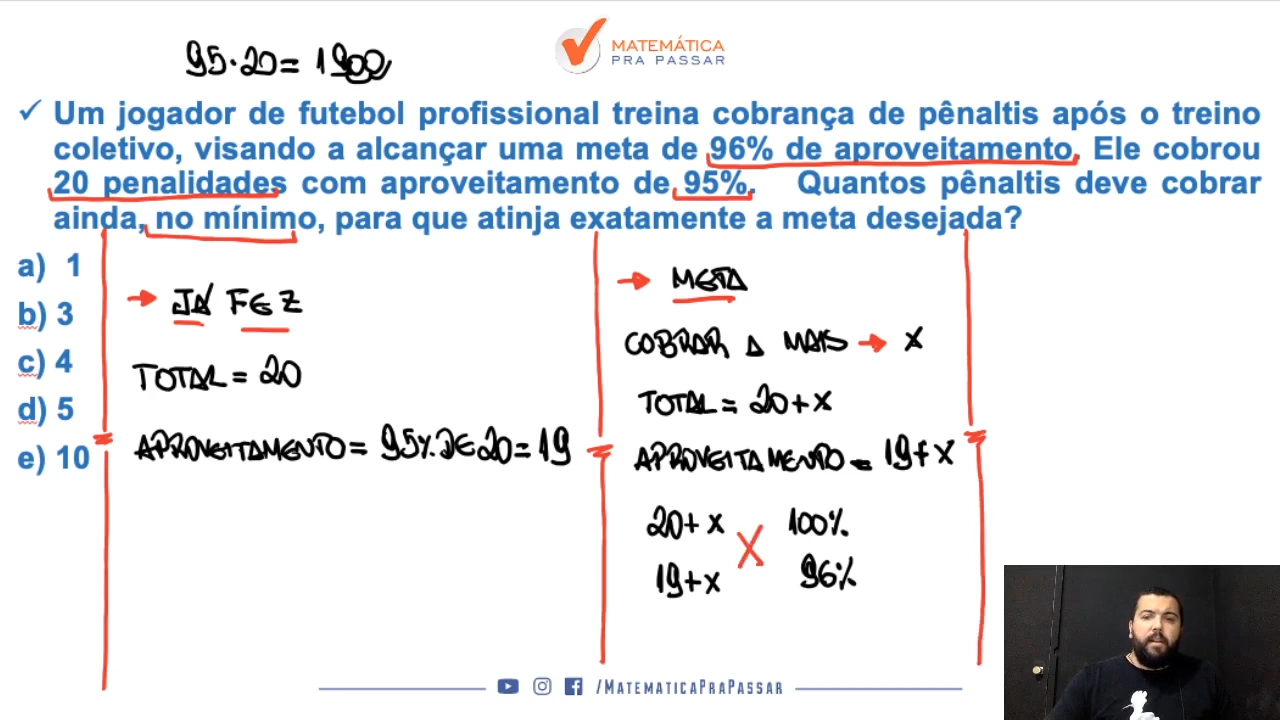 95·20=1900
MATEMÁTICA
PRA PASSAR
✓ Um jogador de futebol profissional treina cobrança de pênaltis após o treino
coletivo, visando a alcançar uma meta de 96% de aproveitamento. Ele cobrou
20 penalidades com aproveitamento de 95%. Quantos pênaltis deve cobrar
ainda, no mínimo, para que atinja exatamente a meta desejada?
a) 1
b) 3
c) 4
d) 5
e) 10
→ JÁ FEZ
TOTAL = 20
APROVEITAMENTO = 95% DE 20 = 19
→ META
COBRAR A MAIS → X
TOTAL = 20+X
APROVEITAMENTO = 19+X
20+X 100%
19+X 96%
/MATEMATICAPRAPASSAR